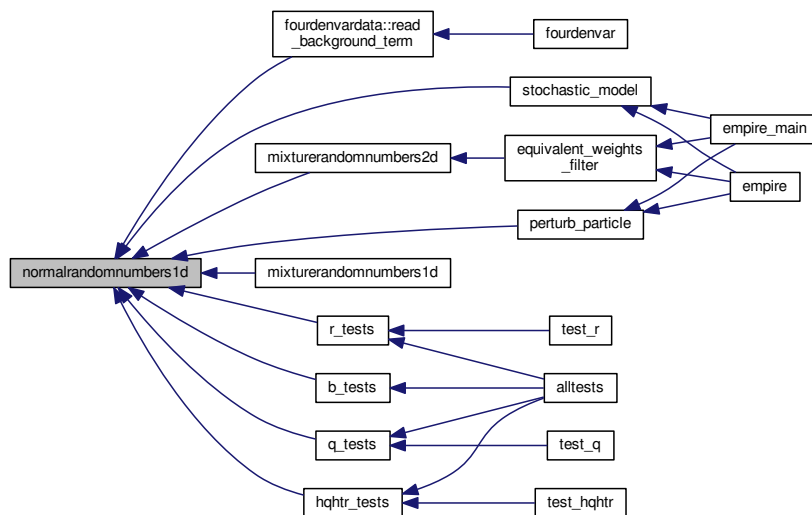 fourdenvardata::read
_background_term
fourdenvar
stochastic_model
empire_main
mixturerandomnumbers2d
equivalent_weights
_filter
empire
perturb_particle
normalrandomnumbers1d
mixturerandomnumbers1d
r_tests
test_r
b_tests
alltests
q_tests
test_q
hqhtr_tests
test_hqhtr